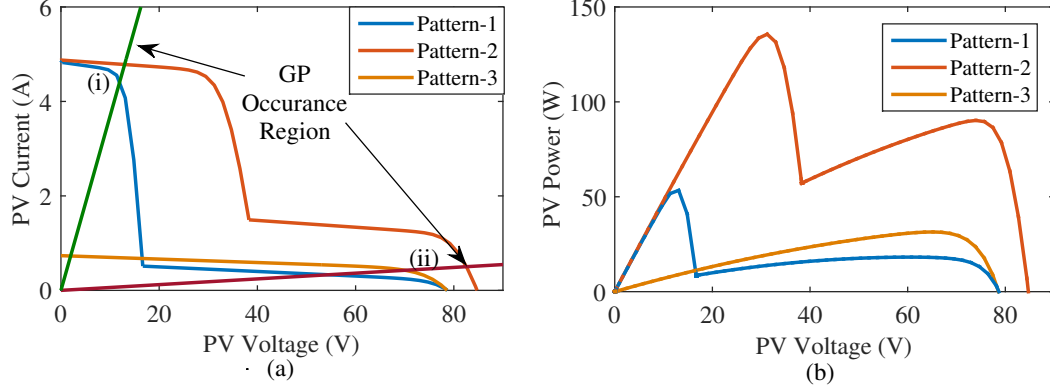 6
4
2
0
0
20
40
60
80
PV Current (A)
PV Voltage (V)
Pattern-1
Pattern-2
Pattern-3
(i)
GP
Occurance
Region
(ii)
. (a)
150
100
50
0
0
20
40
60
80
PV Power (W)
PV Voltage (V)
Pattern-1
Pattern-2
Pattern-3
(b)